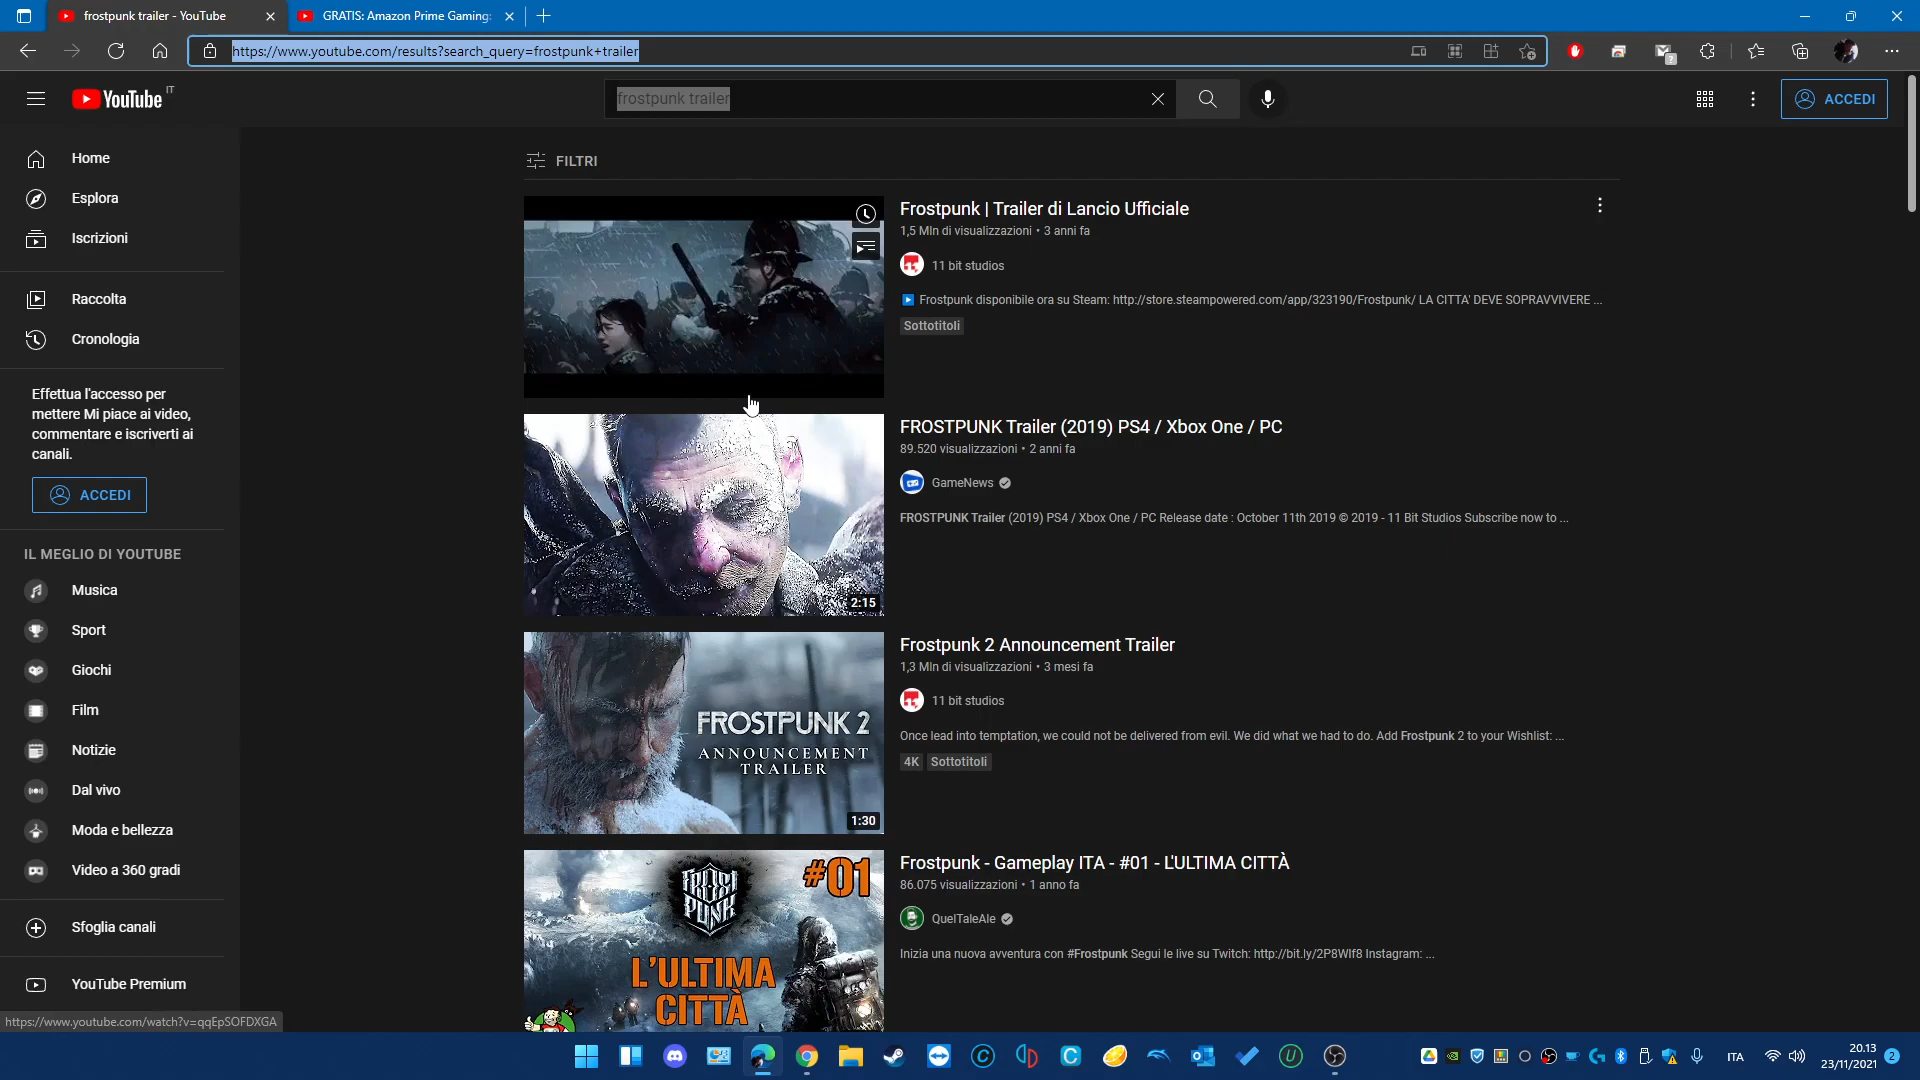 frostpunk trailer - YouTube
GRATIS: Amazon Prime Gaming:
https://www.youtube.com/results?search_query=frostpunk+trailer
YouTube IT
frostpunk trailer
ACCEDI
Home
Esplora
Iscrizioni
Raccolta
Cronologia
Effettua l'accesso per
mettere Mi piace ai video,
commentare e iscriverti ai
canali.
ACCEDI
IL MEGLIO DI YOUTUBE
Musica
Sport
Giochi
Film
Notizie
Dal vivo
Moda e bellezza
Video a 360 gradi
Sfoglia canali
YouTube Premium
https://www.youtube.com/watch?v=qqEpSOFDXGA
FILTRI
Frostpunk | Trailer di Lancio Ufficiale
1,5 Mln di visualizzazioni • 3 anni fa
11 bit studios
Frostpunk disponibile ora su Steam: http://store.steampowered.com/app/323190/Frostpunk/ LA CITTA' DEVE SOPRAVVIVERE ...
Sottotitoli
2:15
FROSTPUNK Trailer (2019) PS4 / Xbox One / PC
89.520 visualizzazioni • 2 anni fa
GameNews
FROSTPUNK Trailer (2019) PS4 / Xbox One / PC Release date : October 11th 2019 © 2019 - 11 Bit Studios Subscribe now to ...
FROSTPUNK 2
ANNOUNCEMENT
TRAILER
1:30
Frostpunk 2 Announcement Trailer
1,3 Mln di visualizzazioni • 3 mesi fa
11 bit studios
Once lead into temptation, we could not be delivered from evil. We did what we had to do. Add Frostpunk 2 to your Wishlist: ...
4K Sottotitoli
#01
FROST
PUNK
L'ULTIMA
CITTÀ
Frostpunk - Gameplay ITA - #01 - L'ULTIMA CITTÀ
86.075 visualizzazioni • 1 anno fa
QuelTaleAle
Inizia una nuova avventura con #Frostpunk Segui le live su Twitch: http://bit.ly/2P8Wlf8 Instagram: ...
ITA
20.13
23/11/2021
2